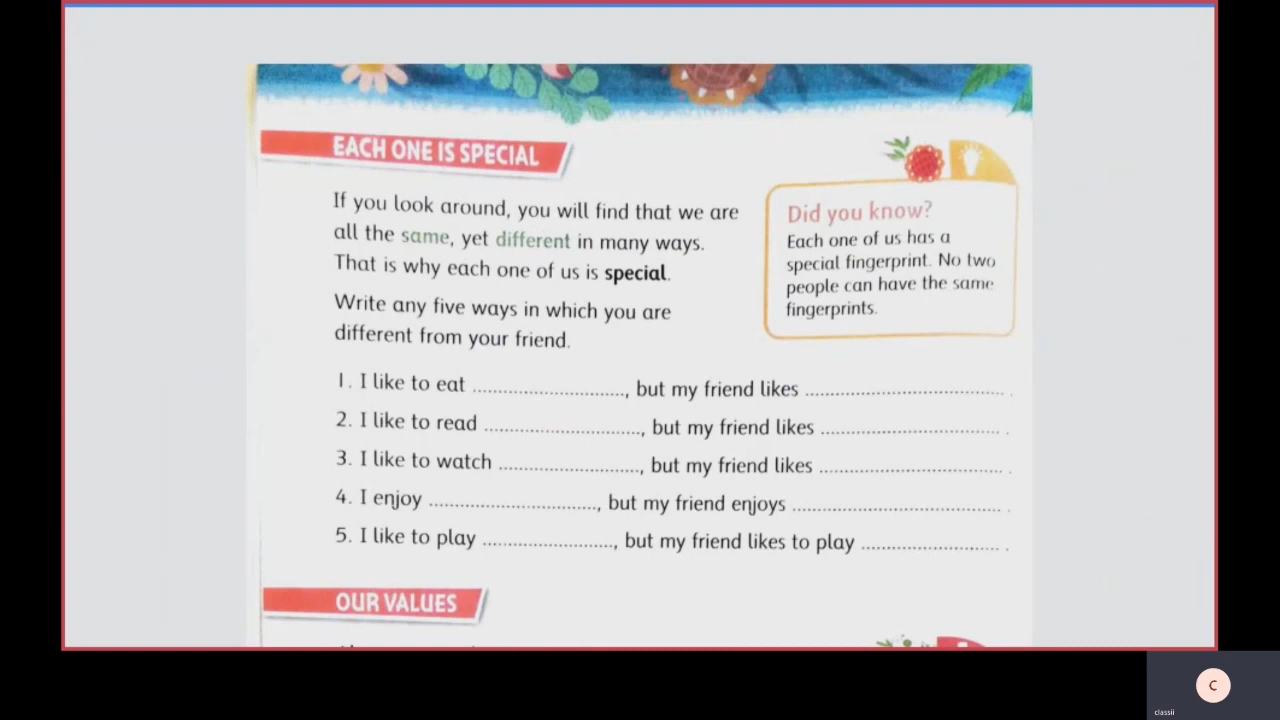 EACH ONE IS SPECIAL
If you look around, you will find that we are
all the same, yet different in many ways.
That is why each one of us is special.
Did you know?
Each one of us has a
special fingerprint. No two
people can have the same
fingerprints.
Write any five ways in which you are
different from your friend.
1. I like to eat ............................, but my friend likes .................................... .
2. I like to read ............................, but my friend likes .................................... .
3. I like to watch ............................, but my friend likes .................................... .
4. I enjoy ................................, but my friend enjoys ........................................ .
5. I like to play ........................, but my friend likes to play ........................... .
OUR VALUES
C
classii